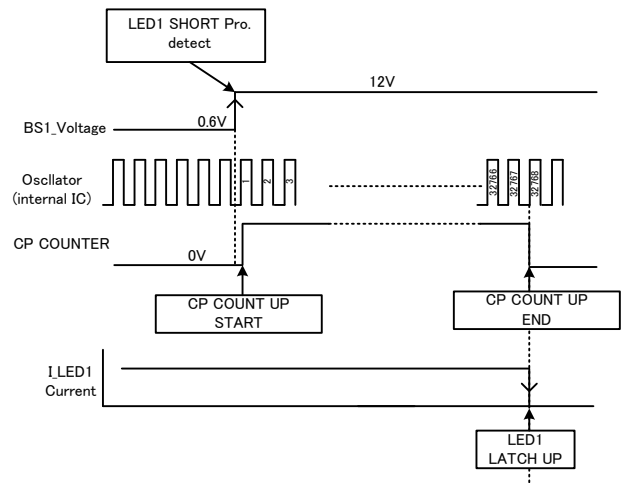 LED1 SHORT Pro.
detect
12V
BS1_Voltage
0.6V
Oscllator
(internal IC)
1
2
3
32766
32767
32768
CP COUNTER
0V
CP COUNT UP
START
CP COUNT UP
END
I_LED1
Current
LED1
LATCH UP